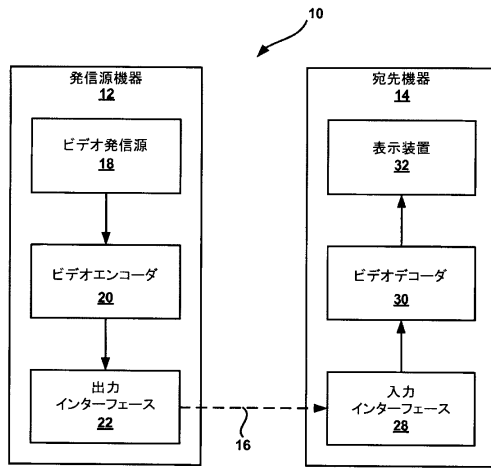 10
発信源機器
12
ビデオ発信源
18
ビデオエンコーダ
20
出力
インターフェース
22
16
宛先機器
14
表示装置
32
ビデオデコーダ
30
入力
インターフェース
28